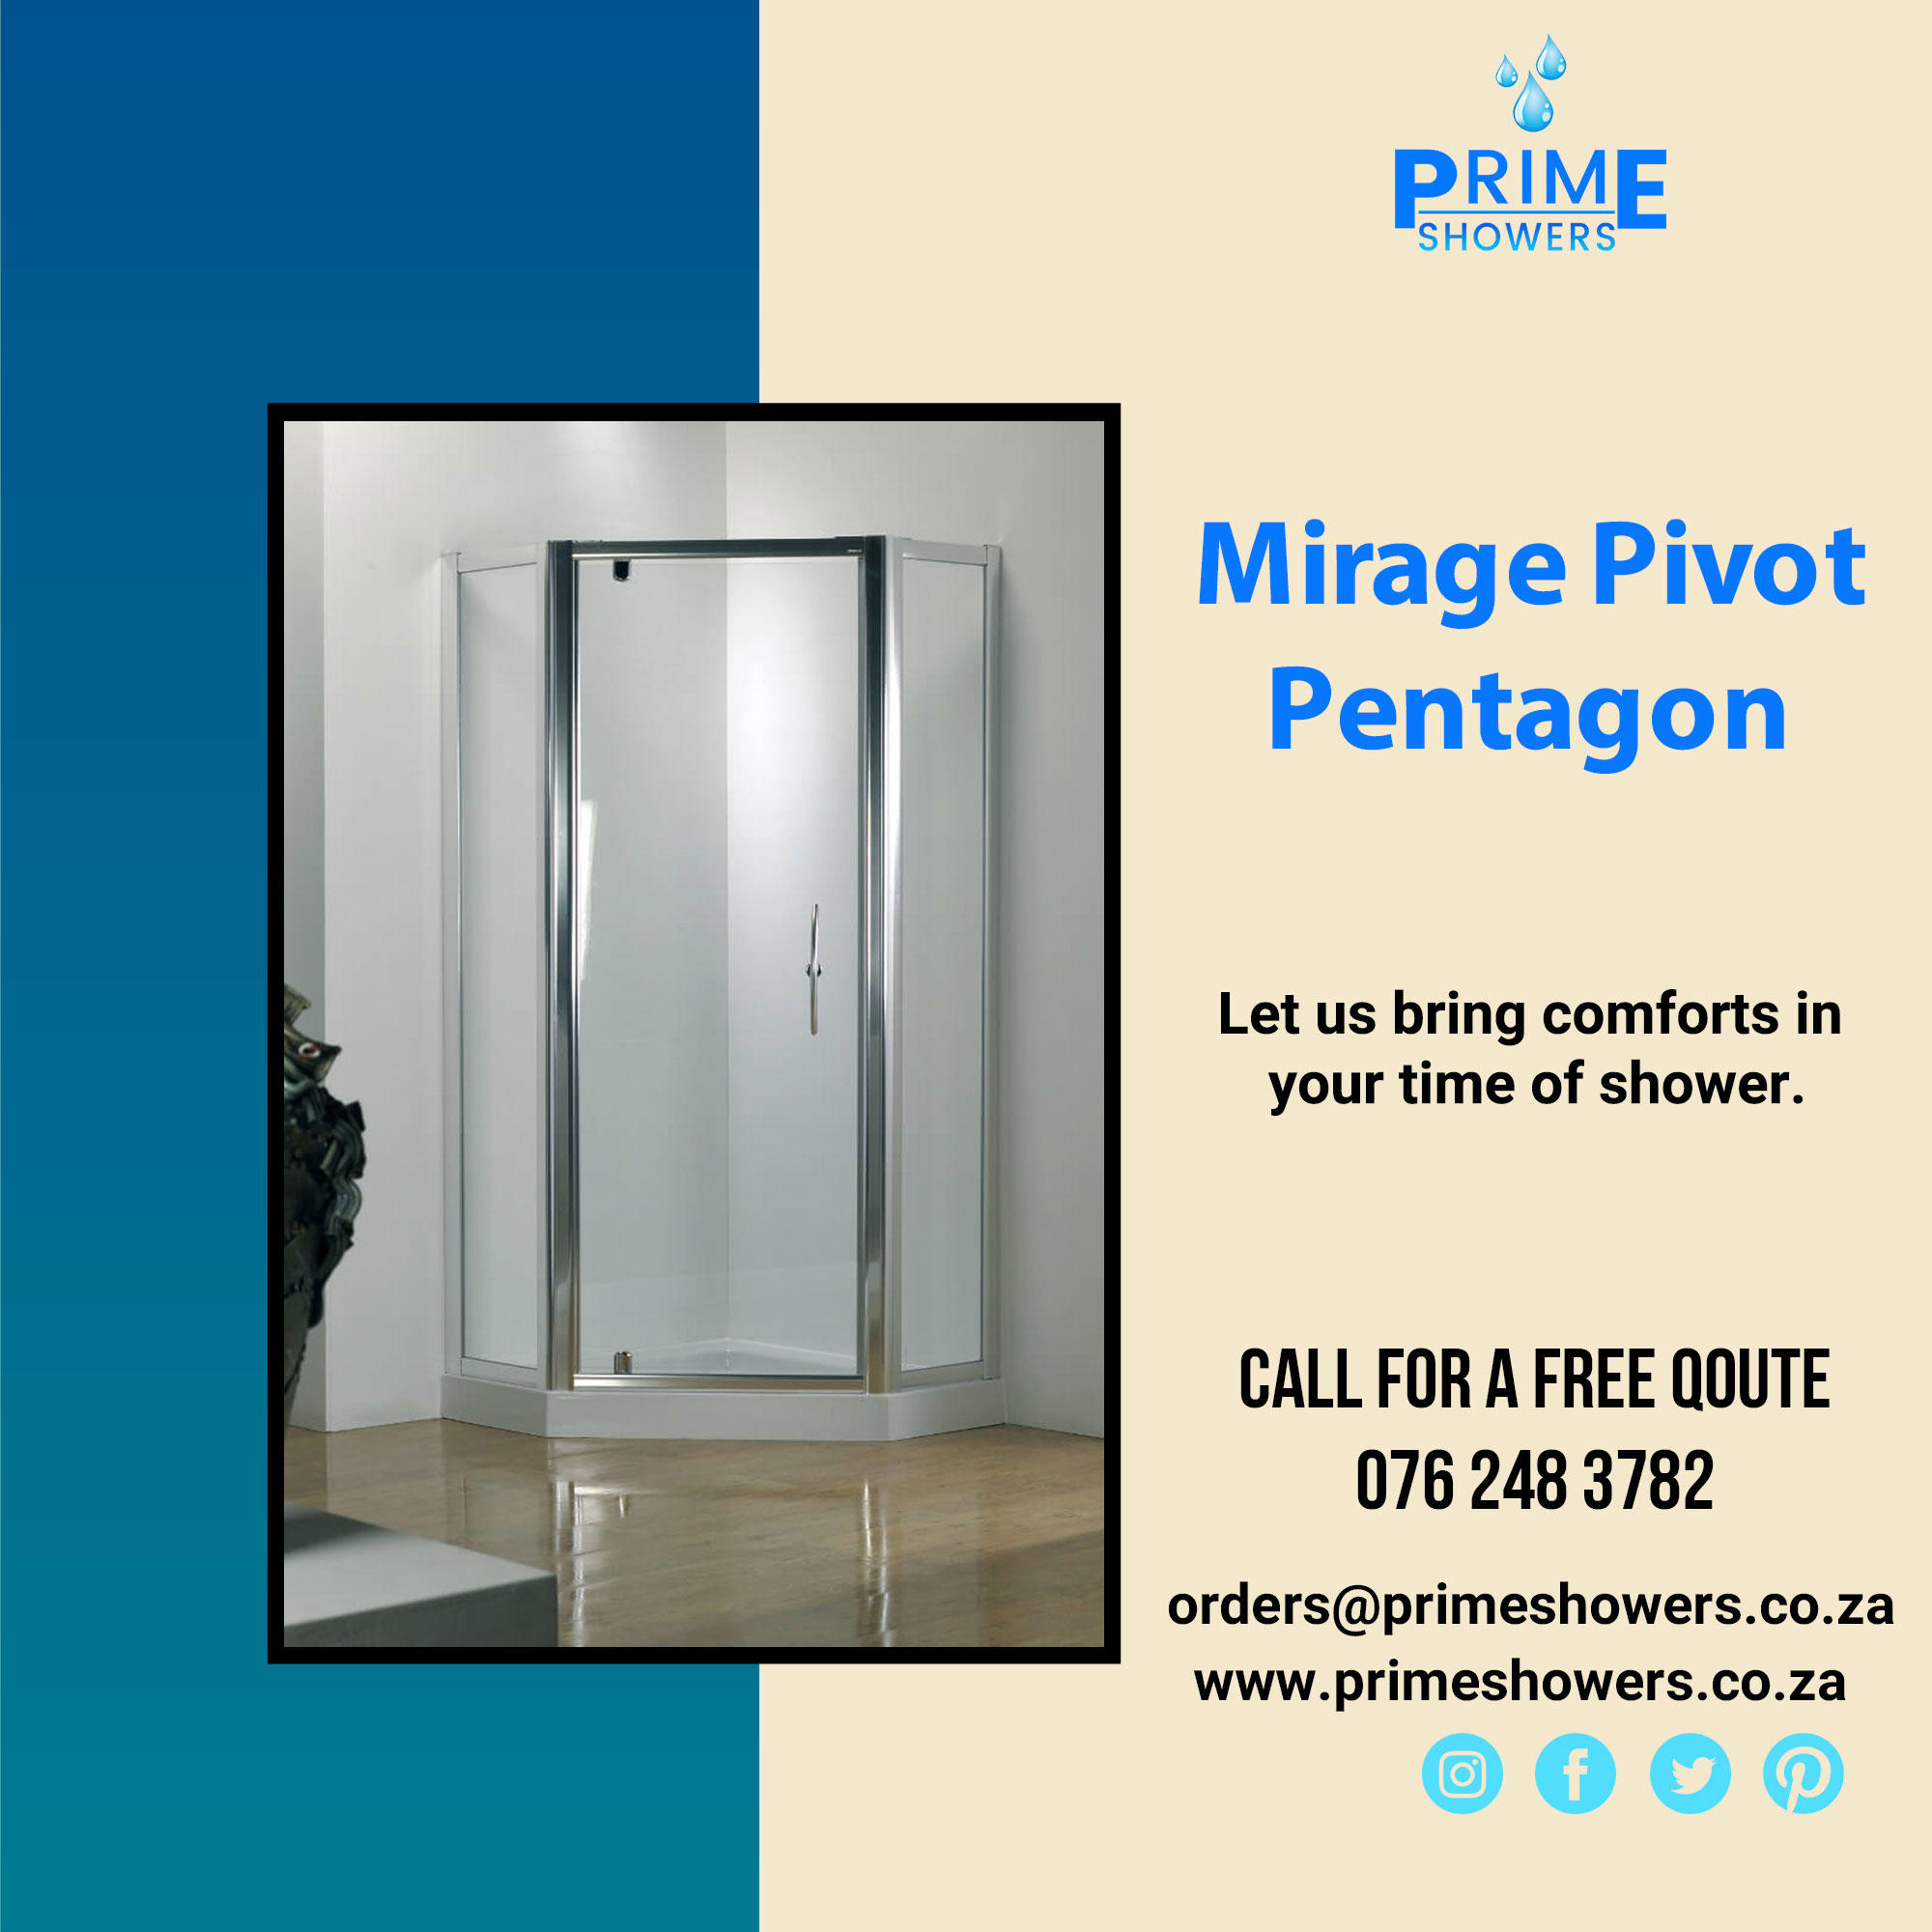 PRIME
SHOWERS
Mirage Pivot
Pentagon
Let us bring comforts in
your time of shower.
CALL FOR A FREE QOUTE
076 248 3782
orders@primeshowers.co.za
www.primeshowers.co.za